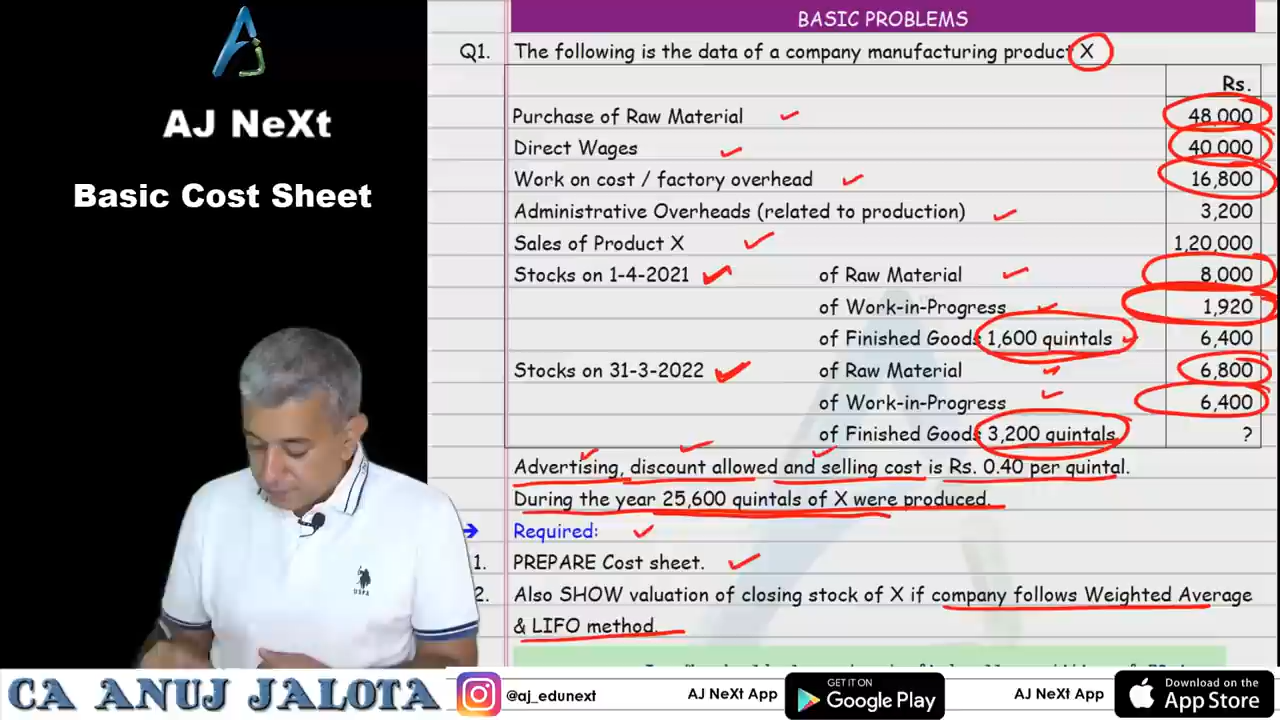 BASIC PROBLEMS
Q1. The following is the data of a company manufacturing product X
Rs.
Purchase of Raw Material 48,000
Direct Wages 40,000
Work on cost / factory overhead 16,800
Administrative Overheads (related to production) 3,200
Sales of Product X 1,20,000
Stocks on 1-4-2021 of Raw Material 8,000
of Work-in-Progress 1,920
of Finished Goods 1,600 quintals 6,400
Stocks on 31-3-2022 of Raw Material 6,800
of Work-in-Progress 6,400
of Finished Goods 3,200 quintals ?
Advertising, discount allowed and selling cost is Rs. 0.40 per quintal.
During the year 25,600 quintals of X were produced.
→ Required:
1. PREPARE Cost sheet.
2. Also SHOW valuation of closing stock of X if company follows Weighted Average
& LIFO method.
AJ
AJ NeXt
Basic Cost Sheet
USPA
CA ANUJ JALOTA
@aj_edunext
AJ NeXt App
GET IT ON
Google Play
AJ NeXt App
Download on the
App Store